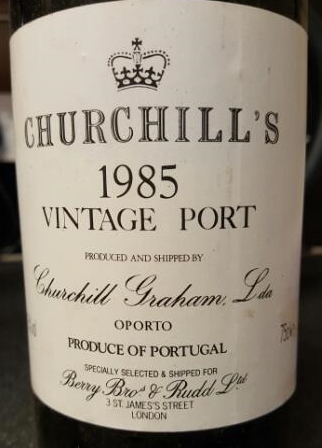 CHURCHILL'S
1985
VINTAGE PORT
PRODUCED AND SHIPPED BY
Churchill Graham, Lda
OPORTO
PRODUCE OF PORTUGAL
SPECIALLY SELECTED & SHIPPED FOR
Berry Bros & Rudd Ltd
3 ST. JAMES'S STREET
LONDON